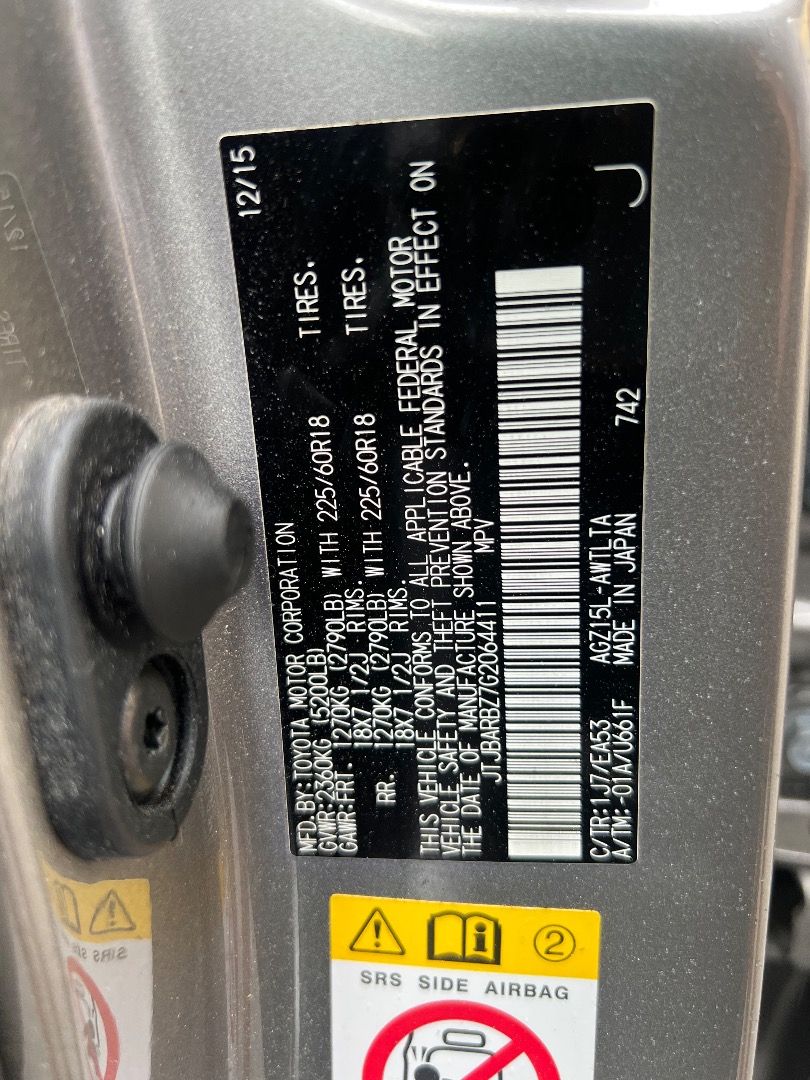 12/15
MFD.BY:TOYOTA MOTOR CORPORATION
GVWR:2360KG (5200LB)
GAWR:FRT. 1270KG (2790LB) WITH 225/60R18 TIRES.
18X7 1/2J RIMS.
RR. 1270KG (2790LB) WITH 225/60R18 TIRES.
18X7 1/2J RIMS.
THIS VEHICLE CONFORMS TO ALL APPLICABLE FEDERAL MOTOR
VEHICLE SAFETY AND THEFT PREVENTION STANDARDS IN EFFECT ON
THE DATE OF MANUFACTURE SHOWN ABOVE.
JTJBARBZ7G2064411 MPV
C/TR:1J7/EA53 AGZ15L-AWTLTA
A/TM:-01A/U661F MADE IN JAPAN 742
J
2
SRS SIDE AIRBAG